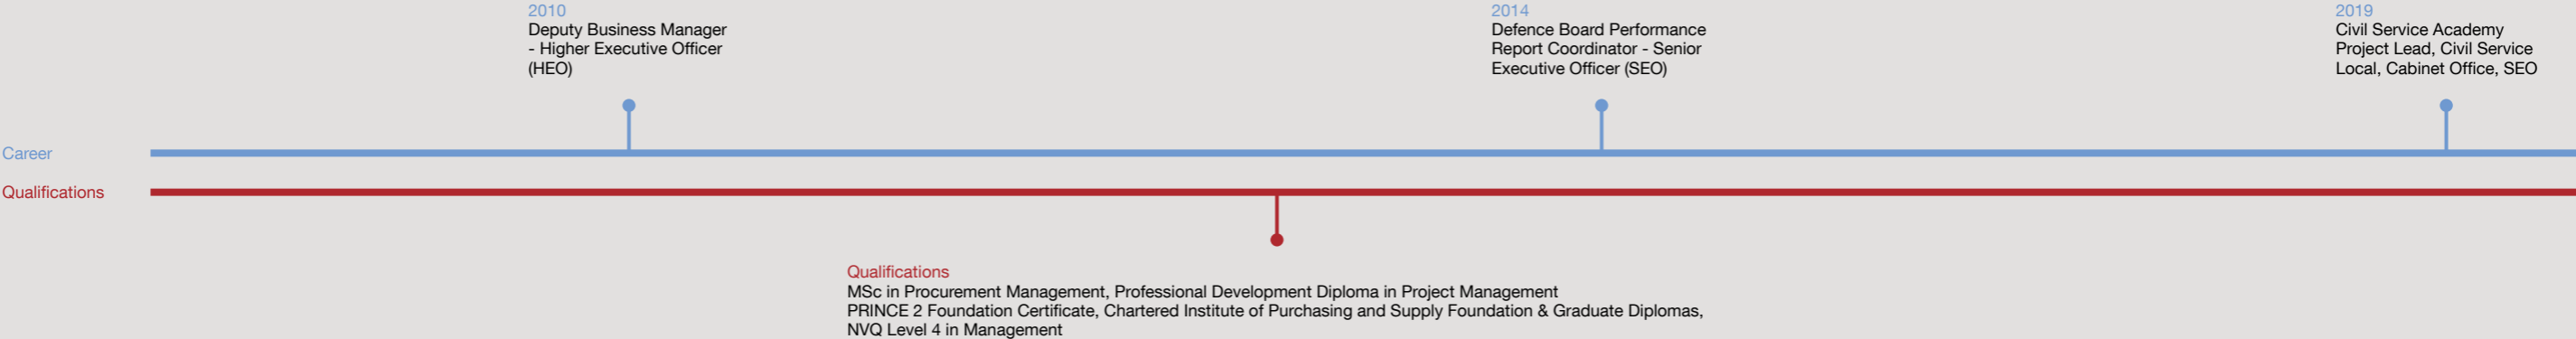 2010
Deputy Business Manager
- Higher Executive Officer
(HEO)
2014
Defence Board Performance
Report Coordinator - Senior
Executive Officer (SEO)
2019
Civil Service Academy
Project Lead, Civil Service
Local, Cabinet Office, SEO
Career
Qualifications
Qualifications
MSc in Procurement Management, Professional Development Diploma in Project Management
PRINCE 2 Foundation Certificate, Chartered Institute of Purchasing and Supply Foundation & Graduate Diplomas,
NVQ Level 4 in Management